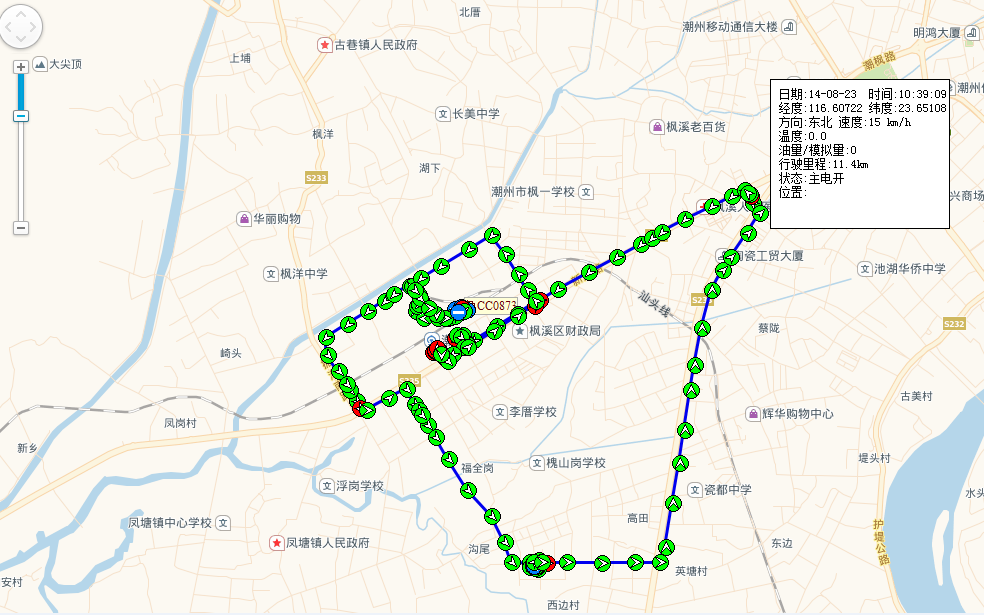 北厝
潮州移动通信大楼
明鸿大厦
古巷镇人民政府
潮枫路
上埔
大尖顶
日期:14-08-23 时间:10:39:09
经度:116.60722 纬度:23.65108
方向:东北 速度:15 km/h
温度:0.0
油量/模拟量:0
行驶里程:11.4km
状态:主电开
位置:
长美中学
枫溪老百货
枫洋
湖下
S233
潮州市枫一学校
兴商场
华丽购物
瓷工贸大厦
枫洋中学
池湖华侨中学
汕头线
CC0873
S232
蔡陇
枫溪区财政局
崎头
古美村
李厝学校
辉华购物中心
凤岗村
新乡
堤头村
福全岗
槐山岗学校
浮岗学校
瓷都中学
水头
凤塘镇中心学校
高田
护堤公路
凤塘镇人民政府
沟尾
东边
英塘村
安村
西边村